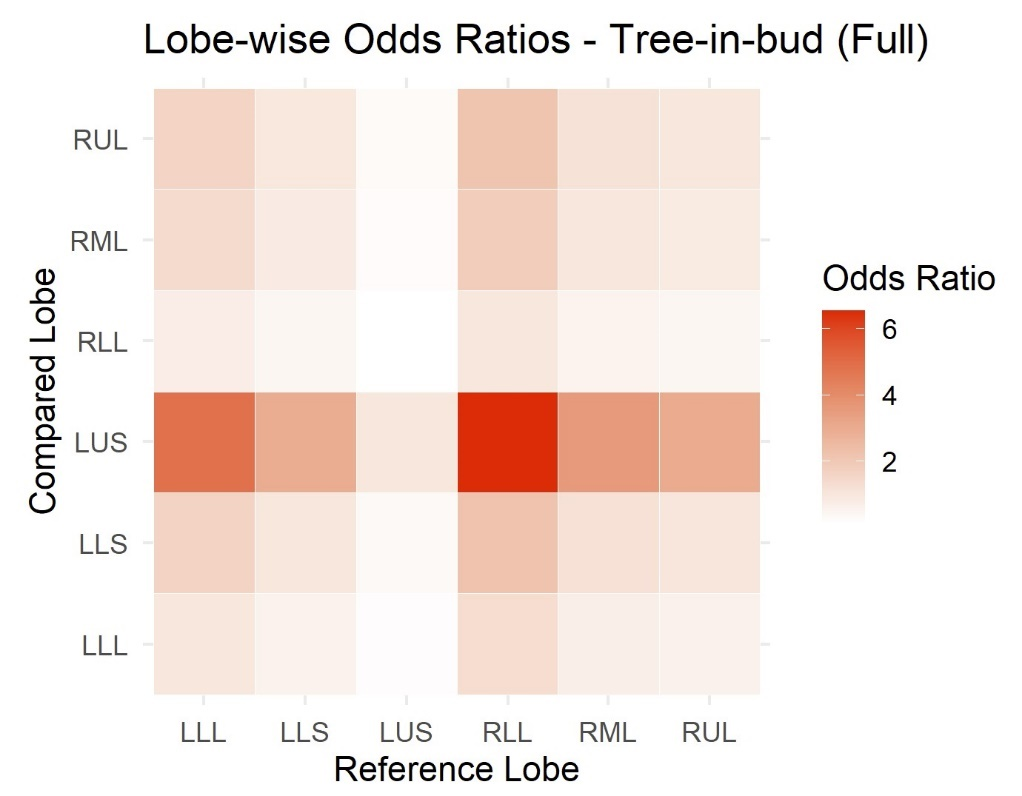 Lobe-wise Odds Ratios - Tree-in-bud (Full)
Compared Lobe
RUL
RML
RLL
LUS
LLS
LLL
LLL LLS LUS RLL RML RUL
Reference Lobe
Odds Ratio
6
4
2